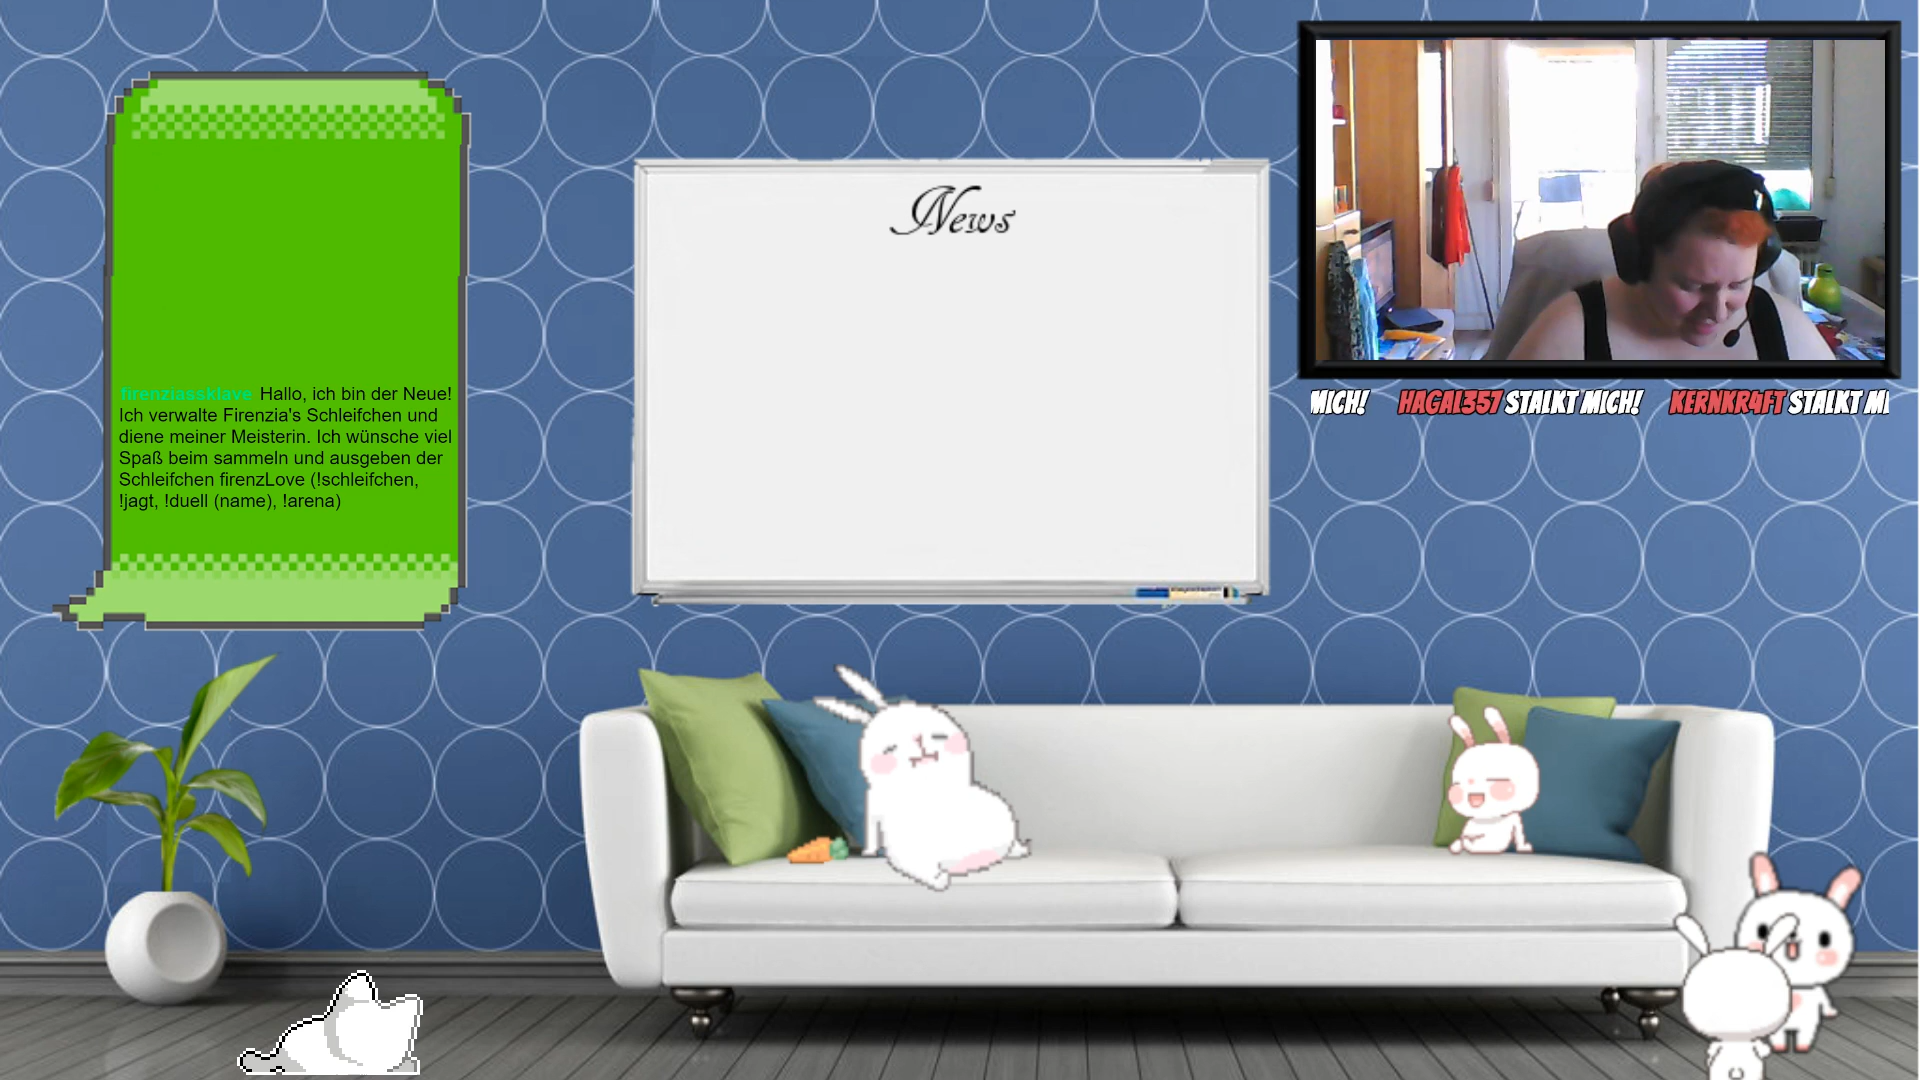 News
MICH! HAGAL357 STALKT MICH! KERNKR4FT STALKT MI
firenziassklave Hallo, ich bin der Neue!
Ich verwalte Firenzia's Schleifchen und
diene meiner Meisterin. Ich wünsche viel
Spaß beim sammeln und ausgeben der
Schleifchen firenzLove (!schleifchen,
!jagt, !duell (name), !arena)